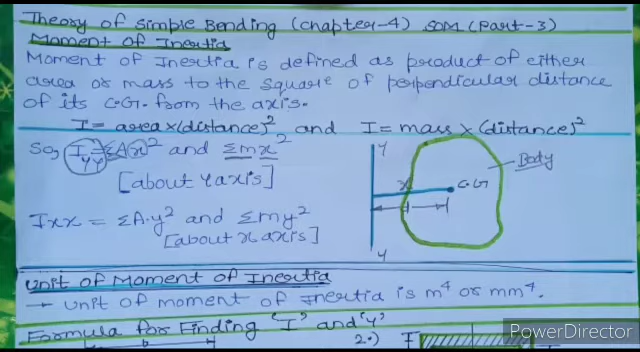 Theory of Simple Bending (Chapter-4) SOM (Part-3)
Moment of Inertia
Moment of Inertia is defined as product of either
area or mass to the square of perpendicular distance
of its C.G. from the axis.
I = area x (distance)² and I = mass x (distance)²
So, Iyy = ΣAx² and Σmx²
[about Y axis]
Ixx = ΣA.y² and Σmy²
[about x axis]
Y
Body
x
C.G
Y
Unit of Moment of Inertia
→ Unit of moment of Inertia is m⁴ or mm⁴.
Formula for Finding 'I' and 'y'
b
2.)
I
PowerDirector